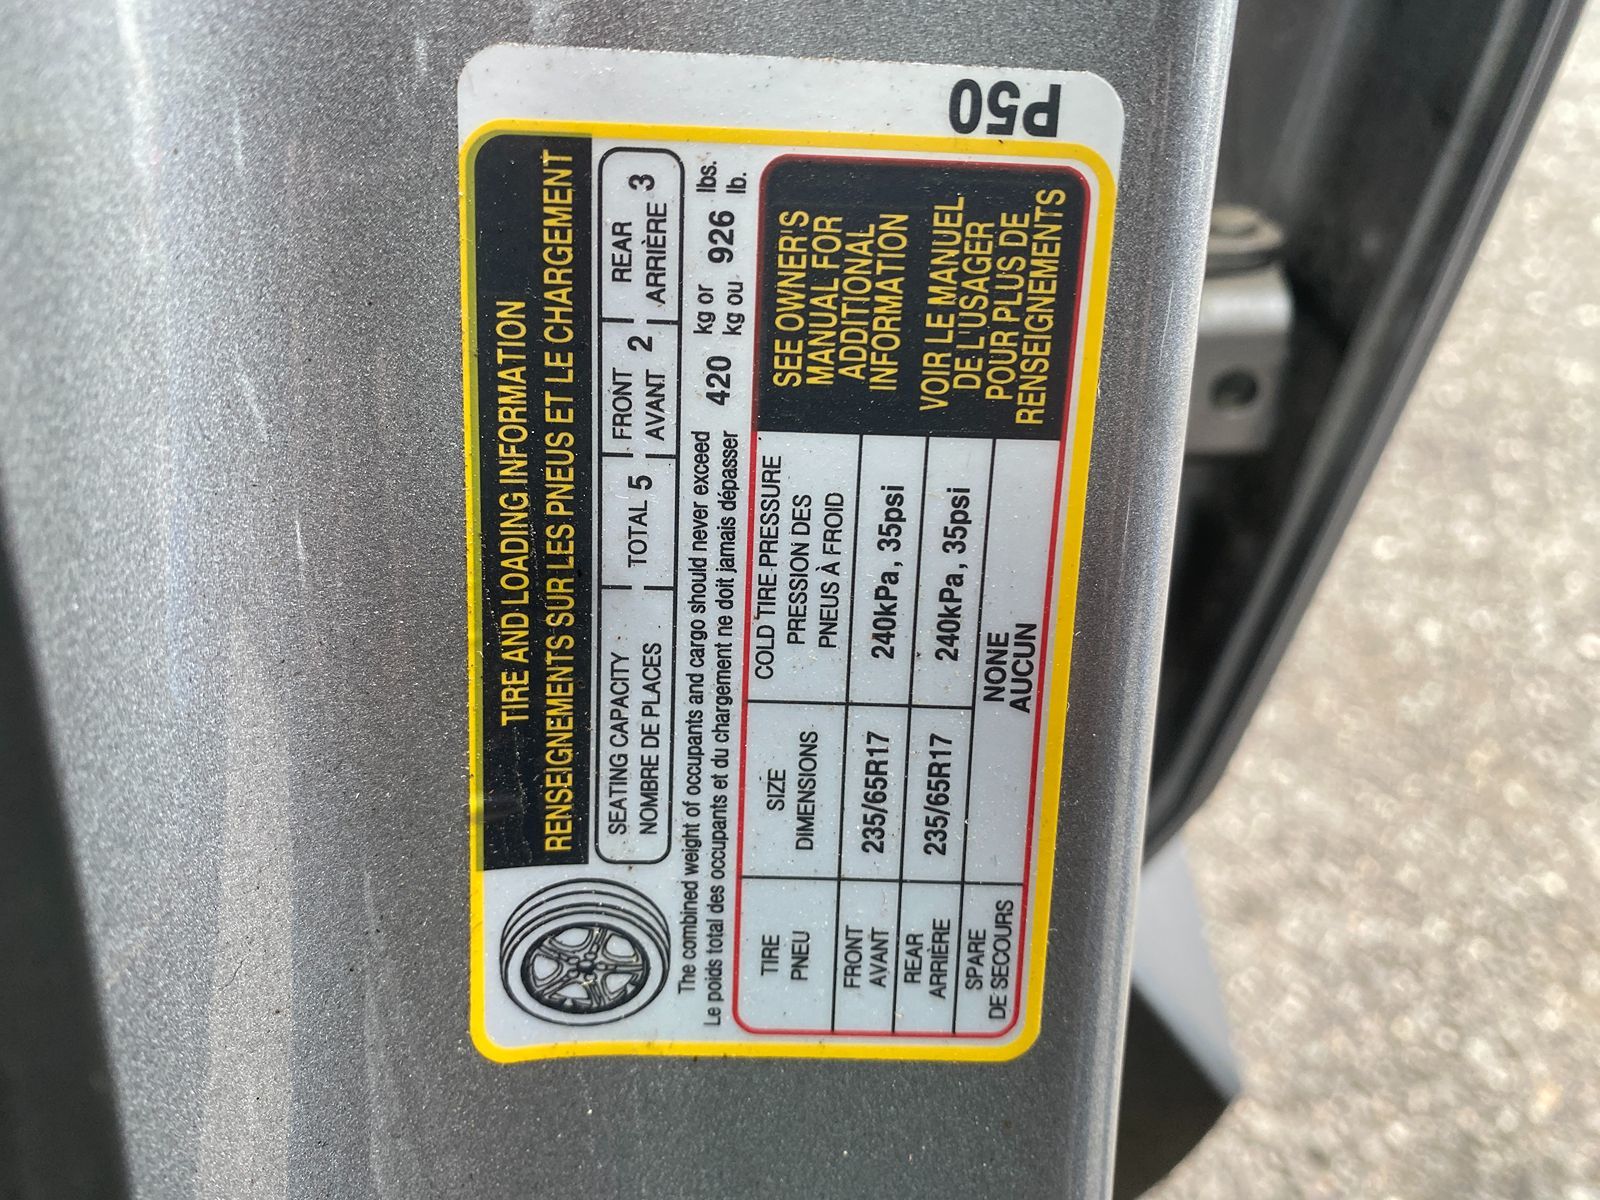 P50
TIRE AND LOADING INFORMATION
RENSEIGNEMENTS SUR LES PNEUS ET LE CHARGEMENT
SEATING CAPACITY
NOMBRE DE PLACES
TOTAL 5
FRONT
AVANT 2
REAR
ARRIÈRE 3
The combined weight of occupants and cargo should never exceed 420 kg or 926 lbs.
Le poids total des occupants et du chargement ne doit jamais dépasser kg ou lb.
TIRE
PNEU
SIZE
DIMENSIONS
COLD TIRE PRESSURE
PRESSION DES
PNEUS À FROID
FRONT
AVANT
235/65R17
240kPa, 35psi
REAR
ARRIÈRE
235/65R17
240kPa, 35psi
SPARE
DE SECOURS
NONE
AUCUN
SEE OWNER'S
MANUAL FOR
ADDITIONAL
INFORMATION
VOIR LE MANUEL
DE L'USAGER
POUR PLUS DE
RENSEIGNEMENTS